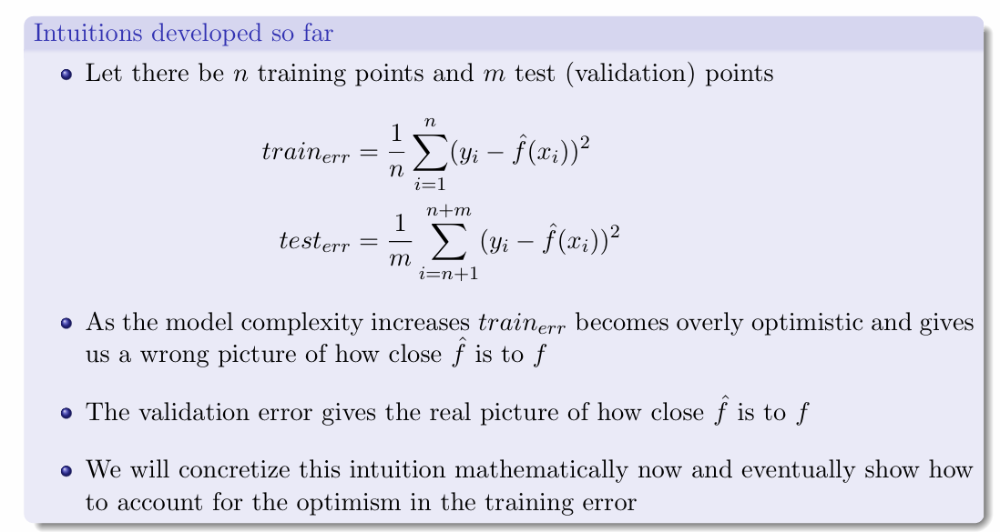 Intuitions developed so far
Let there be n training points and m test (validation) points
train_{err} = \frac{1}{n} \sum_{i=1}^{n} (y_i - \hat{f}(x_i))^2
test_{err} = \frac{1}{m} \sum_{i=n+1}^{n+m} (y_i - \hat{f}(x_i))^2
As the model complexity increases train_{err} becomes overly optimistic and gives
us a wrong picture of how close \hat{f} is to f
The validation error gives the real picture of how close \hat{f} is to f
We will concretize this intuition mathematically now and eventually show how
to account for the optimism in the training error